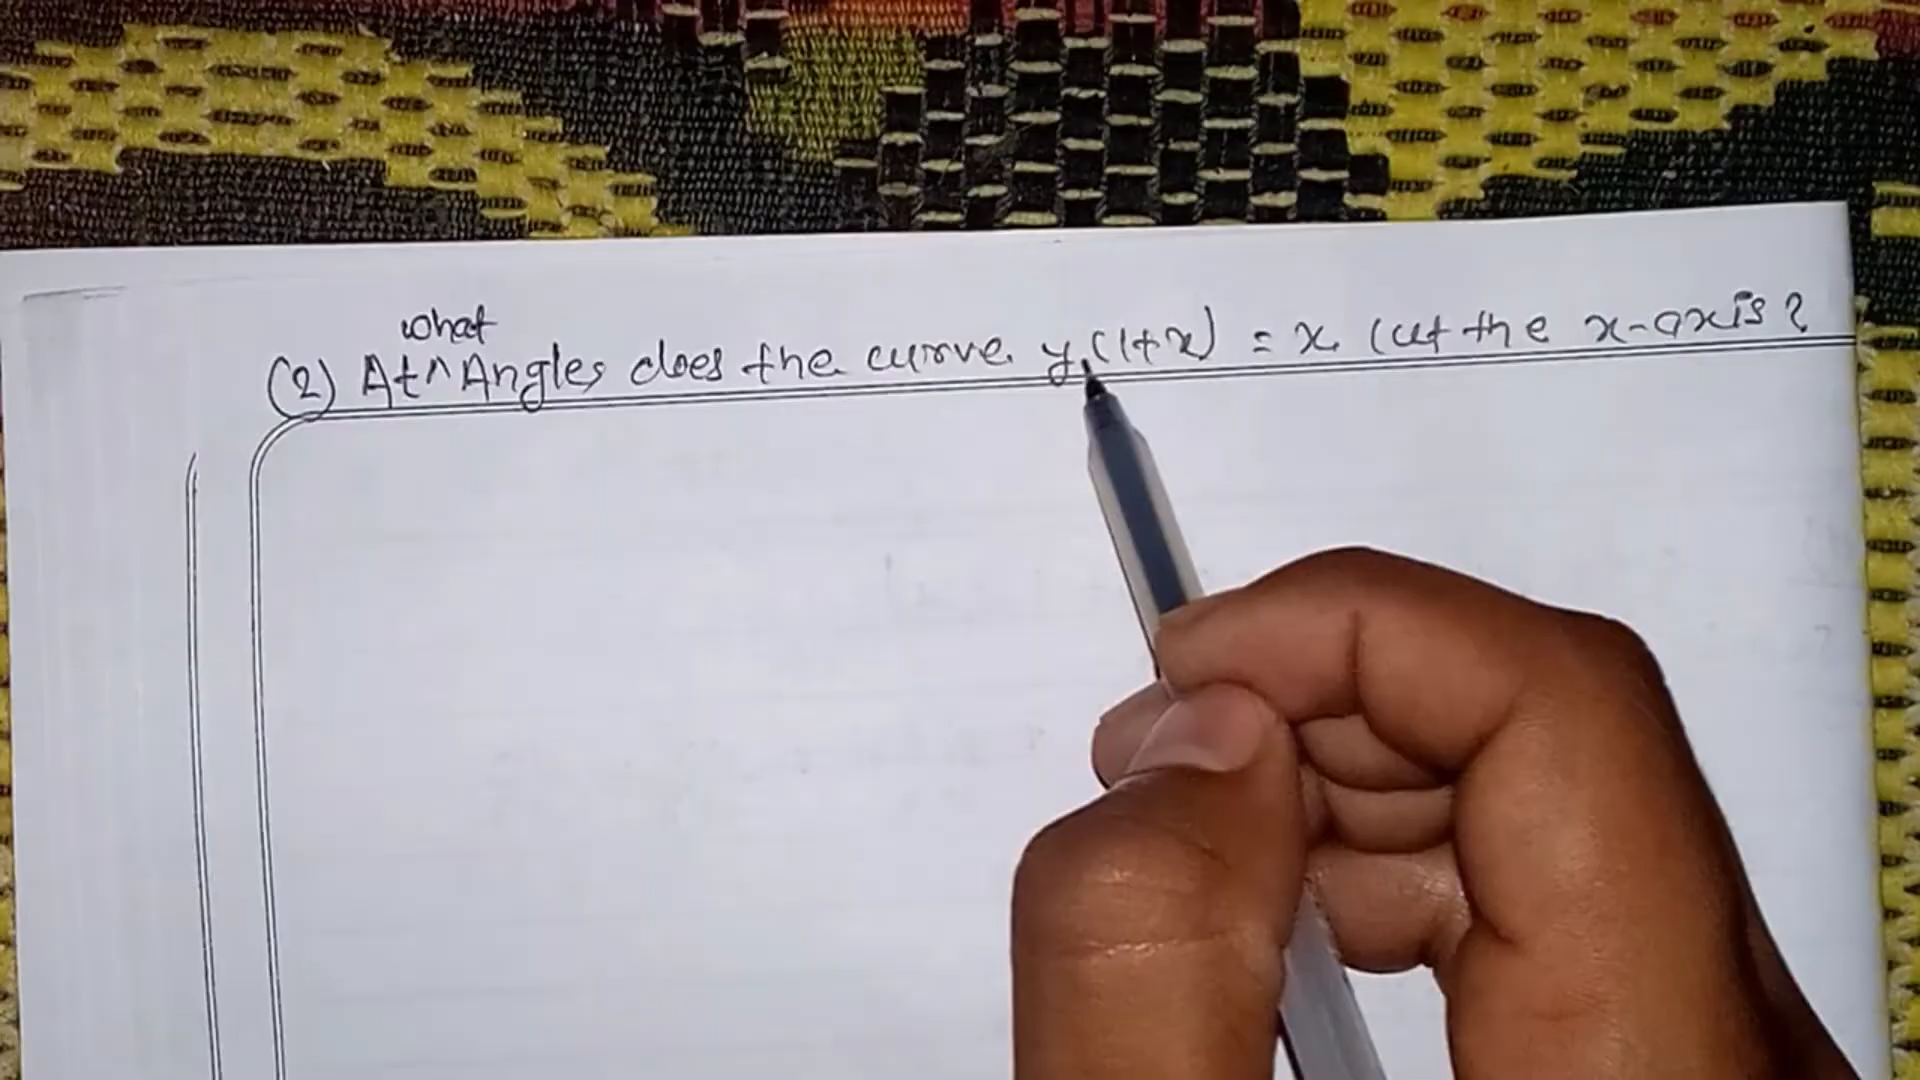 what
(2) At^Angles does the curve y(1+x) = x cut the x-axis?